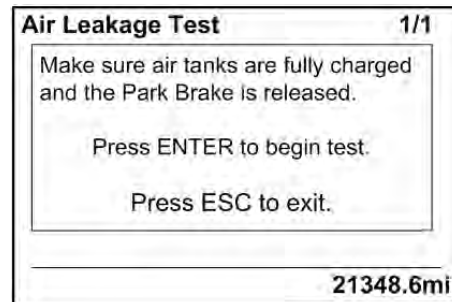 Air Leakage Test 1/1
Make sure air tanks are fully charged
and the Park Brake is released.
Press ENTER to begin test.
Press ESC to exit.
21348.6mi